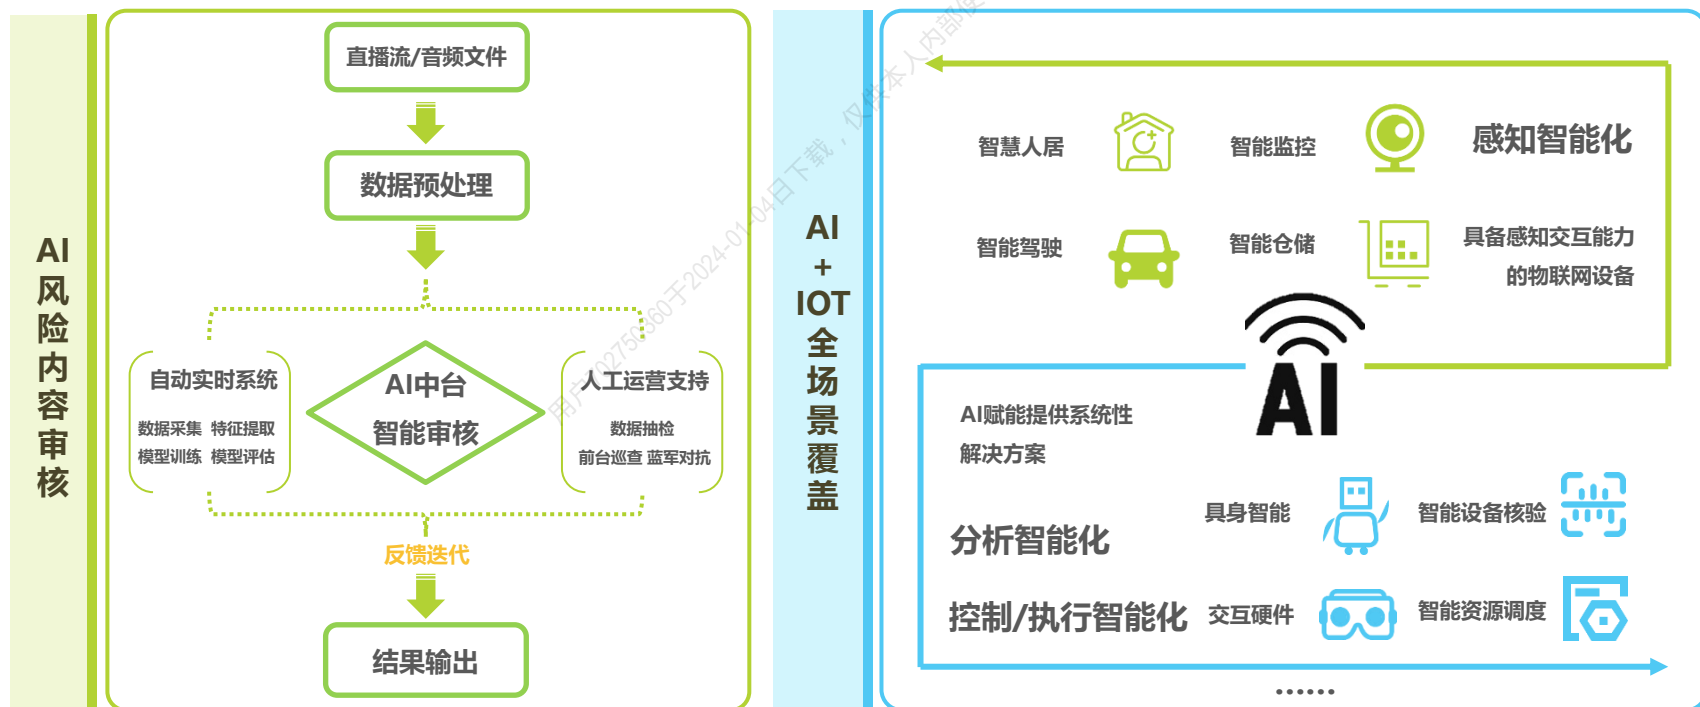 AI
风
险
内
容
审
核
直播流/音频文件
数据预处理
自动实时系统
数据采集 特征提取
模型训练 模型评估
AI中台
智能审核
人工运营支持
数据抽检
前台巡查 蓝军对抗
反馈迭代
结果输出
AI
+
IOT
全
场
景
覆
盖
智慧人居
智能监控
感知智能化
智能驾驶
智能仓储
具备感知交互能力
的物联网设备
AI
AI赋能提供系统性
解决方案
分析智能化
具身智能
智能设备核验
控制/执行智能化
交互硬件
智能资源调度
......